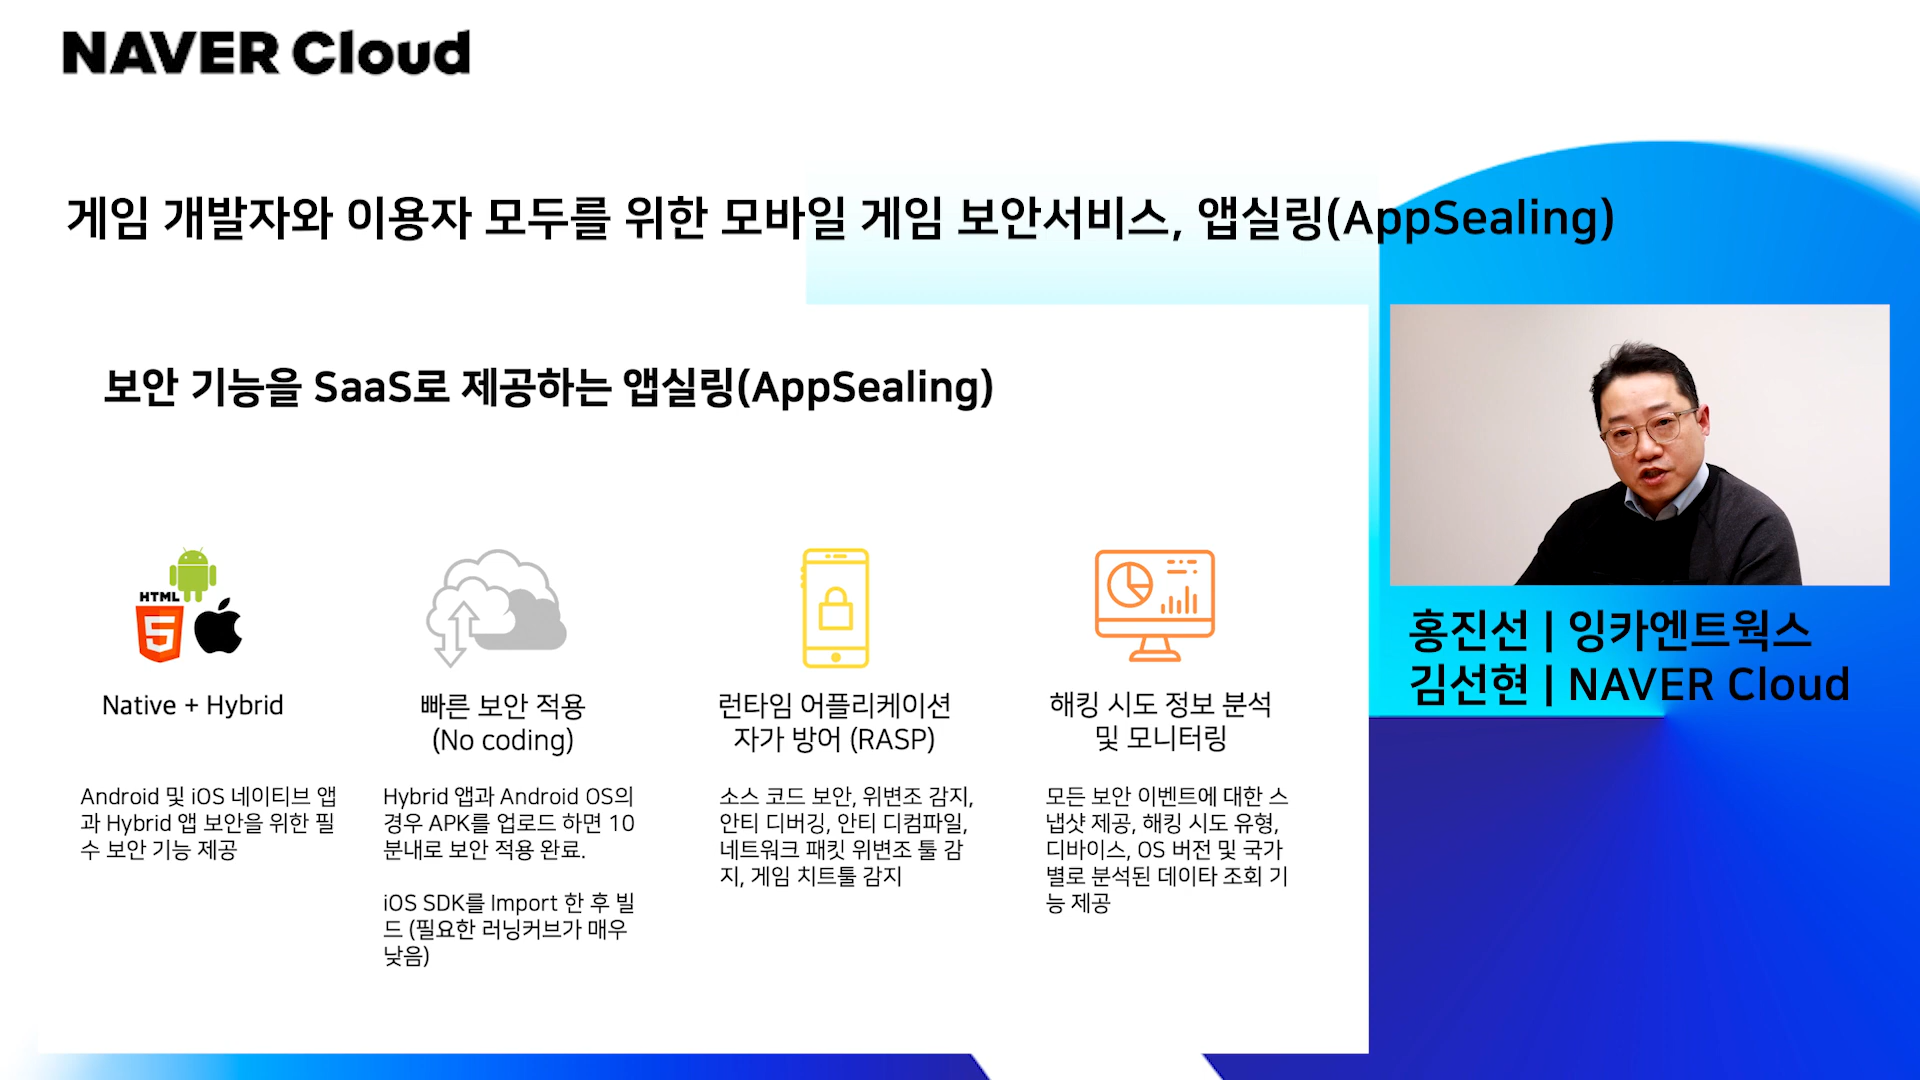 NAVER Cloud
게임 개발자와 이용자 모두를 위한 모바일 게임 보안서비스, 앱실링(AppSealing)
보안 기능을 SaaS로 제공하는 앱실링(AppSealing)
HTML
5
Native + Hybrid
Android 및 iOS 네이티브 앱
과 Hybrid 앱 보안을 위한 필
수 보안 기능 제공
빠른 보안 적용
(No coding)
Hybrid 앱과 Android OS의
경우 APK를 업로드 하면 10
분내로 보안 적용 완료.
iOS SDK를 Import 한 후 빌
드 (필요한 러닝커브가 매우
낮음)
런타임 어플리케이션
자가 방어 (RASP)
소스 코드 보안, 위변조 감지,
안티 디버깅, 안티 디컴파일,
네트워크 패킷 위변조 툴 감
지, 게임 치트툴 감지
해킹 시도 정보 분석
및 모니터링
모든 보안 이벤트에 대한 스
냅샷 제공, 해킹 시도 유형,
디바이스, OS 버전 및 국가
별로 분석된 데이타 조회 기
능 제공
홍진선 | 잉카엔트웍스
김선현 | NAVER Cloud